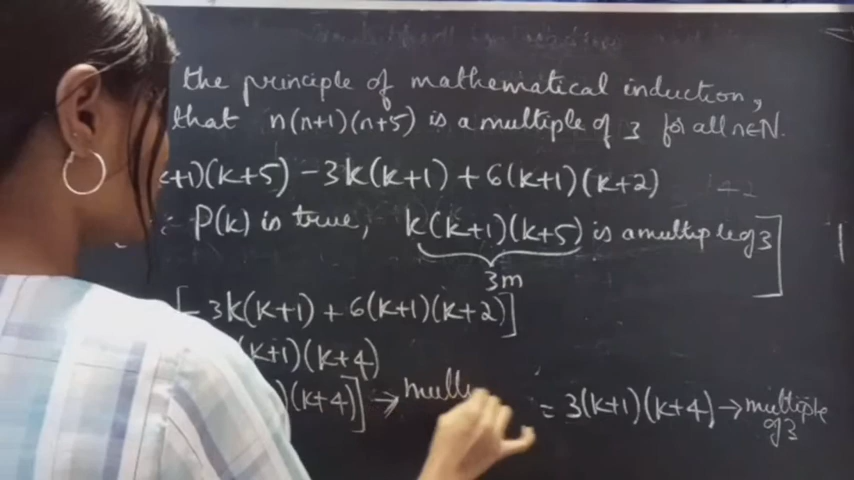 the principle of mathematical induction,
that n(n+1)(n+5) is a multiple of 3 for all n∈N.
k+1)(k+5) - 3k(k+1) + 6(k+1)(k+2)
P(k) is true, k(k+1)(k+5) is a multiple of 3]
3m
[- 3k(k+1) + 6(k+1)(k+2)]
(k+1)(k+4)
)(k+4)] → mult
= 3(k+1)(k+4) → multiple
of 3